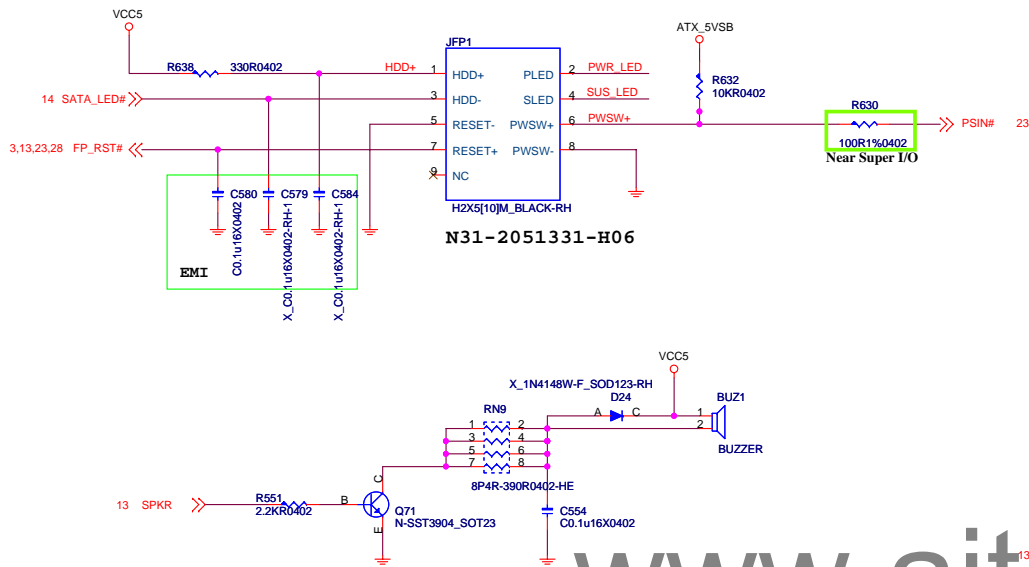 VCC5
ATX_5VSB
JFP1
R638 330R0402 HDD+ 1 HDD+ PLED 2 PWR_LED
R632
10KR0402
14 SATA_LED# 3 HDD- SLED 4 SUS_LED
R630
5 RESET- PWSW+ 6 PWSW+ PSIN# 23
100R1%0402
3,13,23,28 FP_RST# 7 RESET+ PWSW- 8
Near Super I/O
9 NC
C580 C579 C584
C0.1u16X0402
X_C0.1u16X0402-RH-1
X_C0.1u16X0402-RH-1
H2X5[10]M_BLACK-RH
N31-2051331-H06
EMI
VCC5
X_1N4148W-F_SOD123-RH
D24
BUZ1
RN9
A C
1 2
3 4
5 6
7 8
1
2
BUZZER
8P4R-390R0402-HE
13 SPKR
R551
2.2KR0402
B
C
E
Q71
N-SST3904_SOT23
C554
C0.1u16X0402
www.sit
13